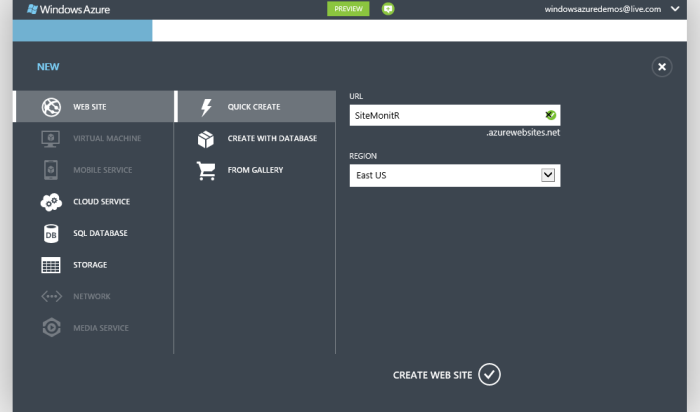 Windows Azure
PREVIEW
windowsazuredemos@live.com
NEW
WEB SITE
VIRTUAL MACHINE
MOBILE SERVICE
CLOUD SERVICE
DB
SQL DATABASE
STORAGE
NETWORK
MEDIA SERVICE
QUICK CREATE
CREATE WITH DATABASE
FROM GALLERY
URL
SiteMonitR
.azurewebsites.net
REGION
East US
CREATE WEB SITE